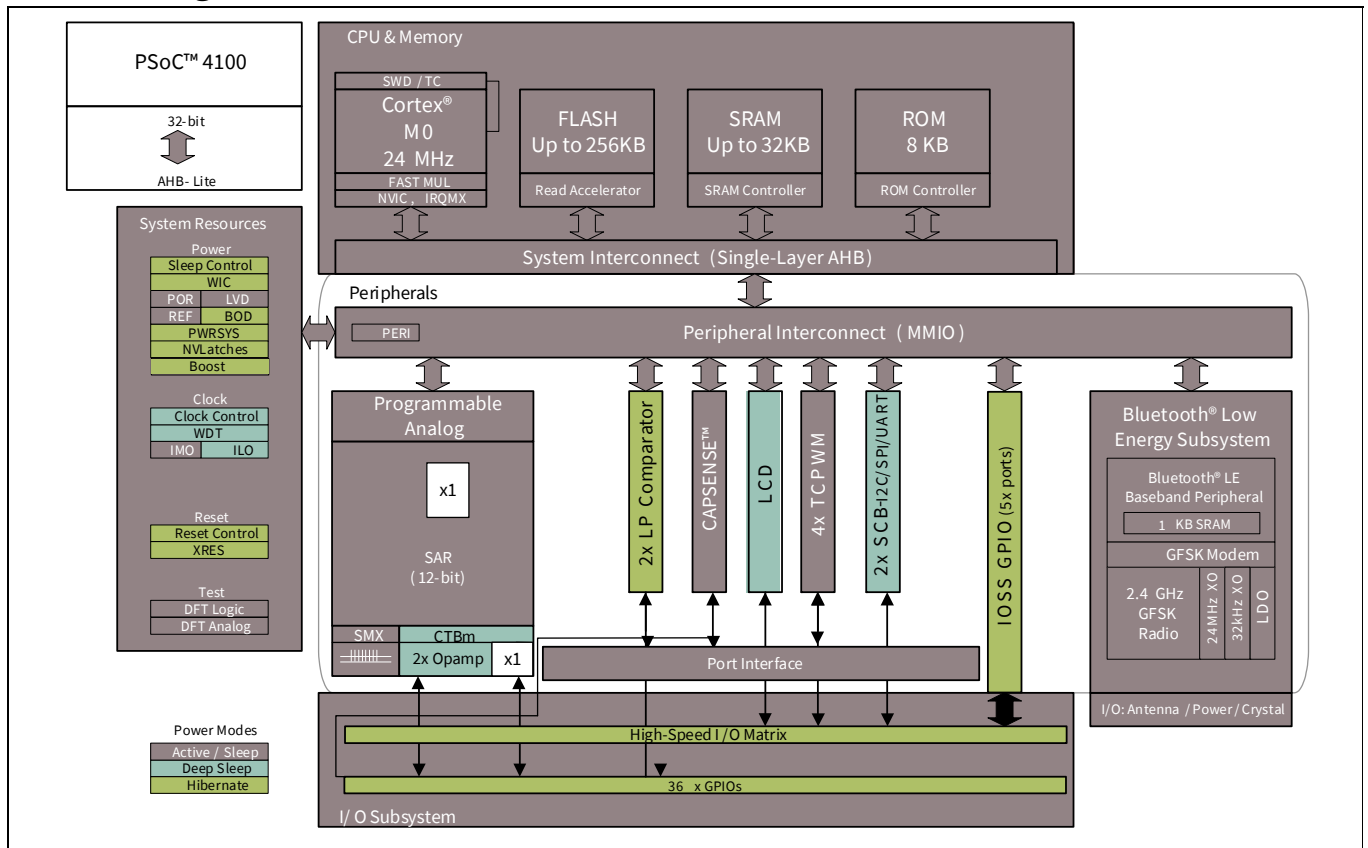 PSoC™ 4100
32-bit
AHB- Lite
CPU & Memory
SWD / TC
Cortex®
M0
24 MHz
FAST MUL
NVIC, IRQMX
FLASH
Up to 256KB
Read Accelerator
SRAM
Up to 32KB
SRAM Controller
ROM
8 KB
ROM Controller
System Interconnect (Single-Layer AHB)
System Resources
Power
Sleep Control
WIC
POR LVD
REF BOD
PWRSYS
NVLatches
Boost
Clock
Clock Control
WDT
IMO ILO
Reset
Reset Control
XRES
Test
DFT Logic
DFT Analog
Peripherals
PERI
Peripheral Interconnect (MMIO)
Programmable
Analog
x1
SAR
(12-bit)
SMX
CTBm
2x Opamp
x1
2x LP Comparator
CAPSENSE™
LCD
4x TCPWM
2x SCB-I2C/SPI/UART
IOSS GPIO (5x ports)
Port Interface
Bluetooth® Low
Energy Subsystem
Bluetooth® LE
Baseband Peripheral
1 KB SRAM
GFSK Modem
2.4 GHz
GFSK
Radio
24MHz XO
32kHz XO
LDO
I/O: Antenna / Power / Crystal
High-Speed I/O Matrix
36 x GPIOs
I/O Subsystem
Power Modes
Active / Sleep
Deep Sleep
Hibernate